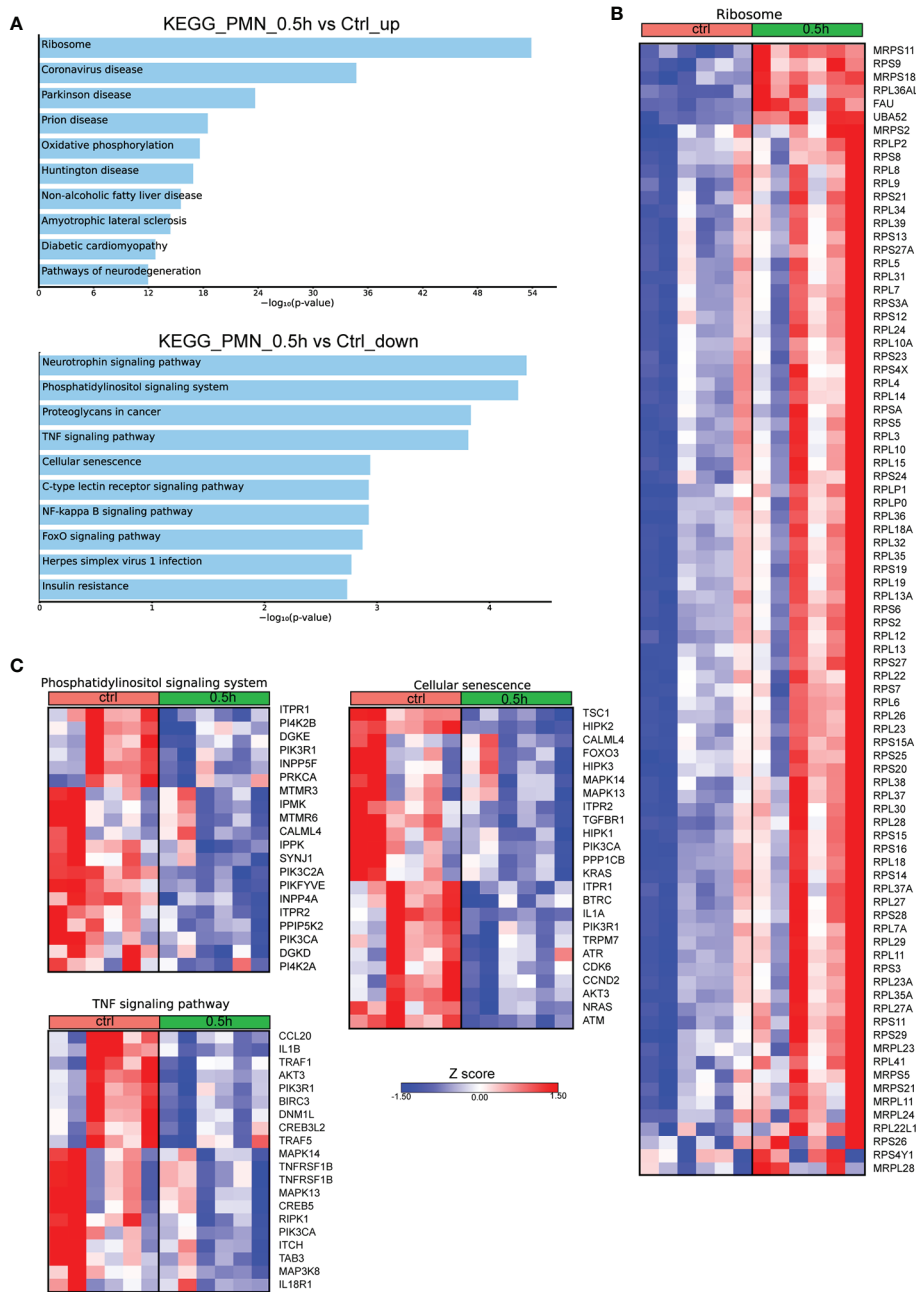 A
KEGG_PMN_0.5h vs Ctrl_up
Ribosome
Coronavirus disease
Parkinson disease
Prion disease
Oxidative phosphorylation
Huntington disease
Non-alcoholic fatty liver disease
Amyotrophic lateral sclerosis
Diabetic cardiomyopathy
Pathways of neurodegeneration
0 6 12 18 24 30 36 42 48 54
−log₁₀(p-value)
KEGG_PMN_0.5h vs Ctrl_down
Neurotrophin signaling pathway
Phosphatidylinositol signaling system
Proteoglycans in cancer
TNF signaling pathway
Cellular senescence
C-type lectin receptor signaling pathway
NF-kappa B signaling pathway
FoxO signaling pathway
Herpes simplex virus 1 infection
Insulin resistance
0 1 2 3 4
−log₁₀(p-value)
B
Ribosome
ctrl 0.5h
MRPS11
RPS9
MRPS18
RPL36AL
FAU
UBA52
MRPS2
RPLP2
RPS8
RPL8
RPL9
RPS21
RPL34
RPL39
RPS13
RPS27A
RPL5
RPL31
RPL7
RPS3A
RPS12
RPL24
RPL10A
RPS23
RPS4X
RPL4
RPL14
RPSA
RPS5
RPL3
RPL10
RPL15
RPS24
RPLP1
RPLP0
RPL36
RPL18A
RPL32
RPL35
RPS19
RPL19
RPL13A
RPS6
RPS2
RPL12
RPL13
RPS27
RPL22
RPS7
RPL6
RPL26
RPL23
RPS15A
RPS25
RPS20
RPL38
RPL37
RPL30
RPL28
RPS15
RPS16
RPL18
RPS14
RPL37A
RPL27
RPS28
RPL7A
RPL29
RPL11
RPS3
RPL23A
RPL35A
RPL27A
RPS11
RPS29
MRPL23
RPL41
MRPS5
MRPS21
MRPL11
MRPL24
RPL22L1
RPS26
RPS4Y1
MRPL28
C
Phosphatidylinositol signaling system
ctrl 0.5h
ITPR1
PI4K2B
DGKE
PIK3R1
INPP5F
PRKCA
MTMR3
IPMK
MTMR6
CALML4
IPPK
SYNJ1
PIK3C2A
PIKFYVE
INPP4A
ITPR2
PPIP5K2
PIK3CA
DGKD
PI4K2A
TNF signaling pathway
ctrl 0.5h
CCL20
IL1B
TRAF1
AKT3
PIK3R1
BIRC3
DNM1L
CREB3L2
TRAF5
MAPK14
TNFRSF1B
TNFRSF1B
MAPK13
CREB5
RIPK1
PIK3CA
ITCH
TAB3
MAP3K8
IL18R1
Cellular senescence
ctrl 0.5h
TSC1
HIPK2
CALML4
FOXO3
HIPK3
MAPK14
MAPK13
ITPR2
TGFBR1
HIPK1
PIK3CA
PPP1CB
KRAS
ITPR1
BTRC
IL1A
PIK3R1
TRPM7
ATR
CDK6
CCND2
AKT3
NRAS
ATM
Z score
-1.50 0.00 1.50